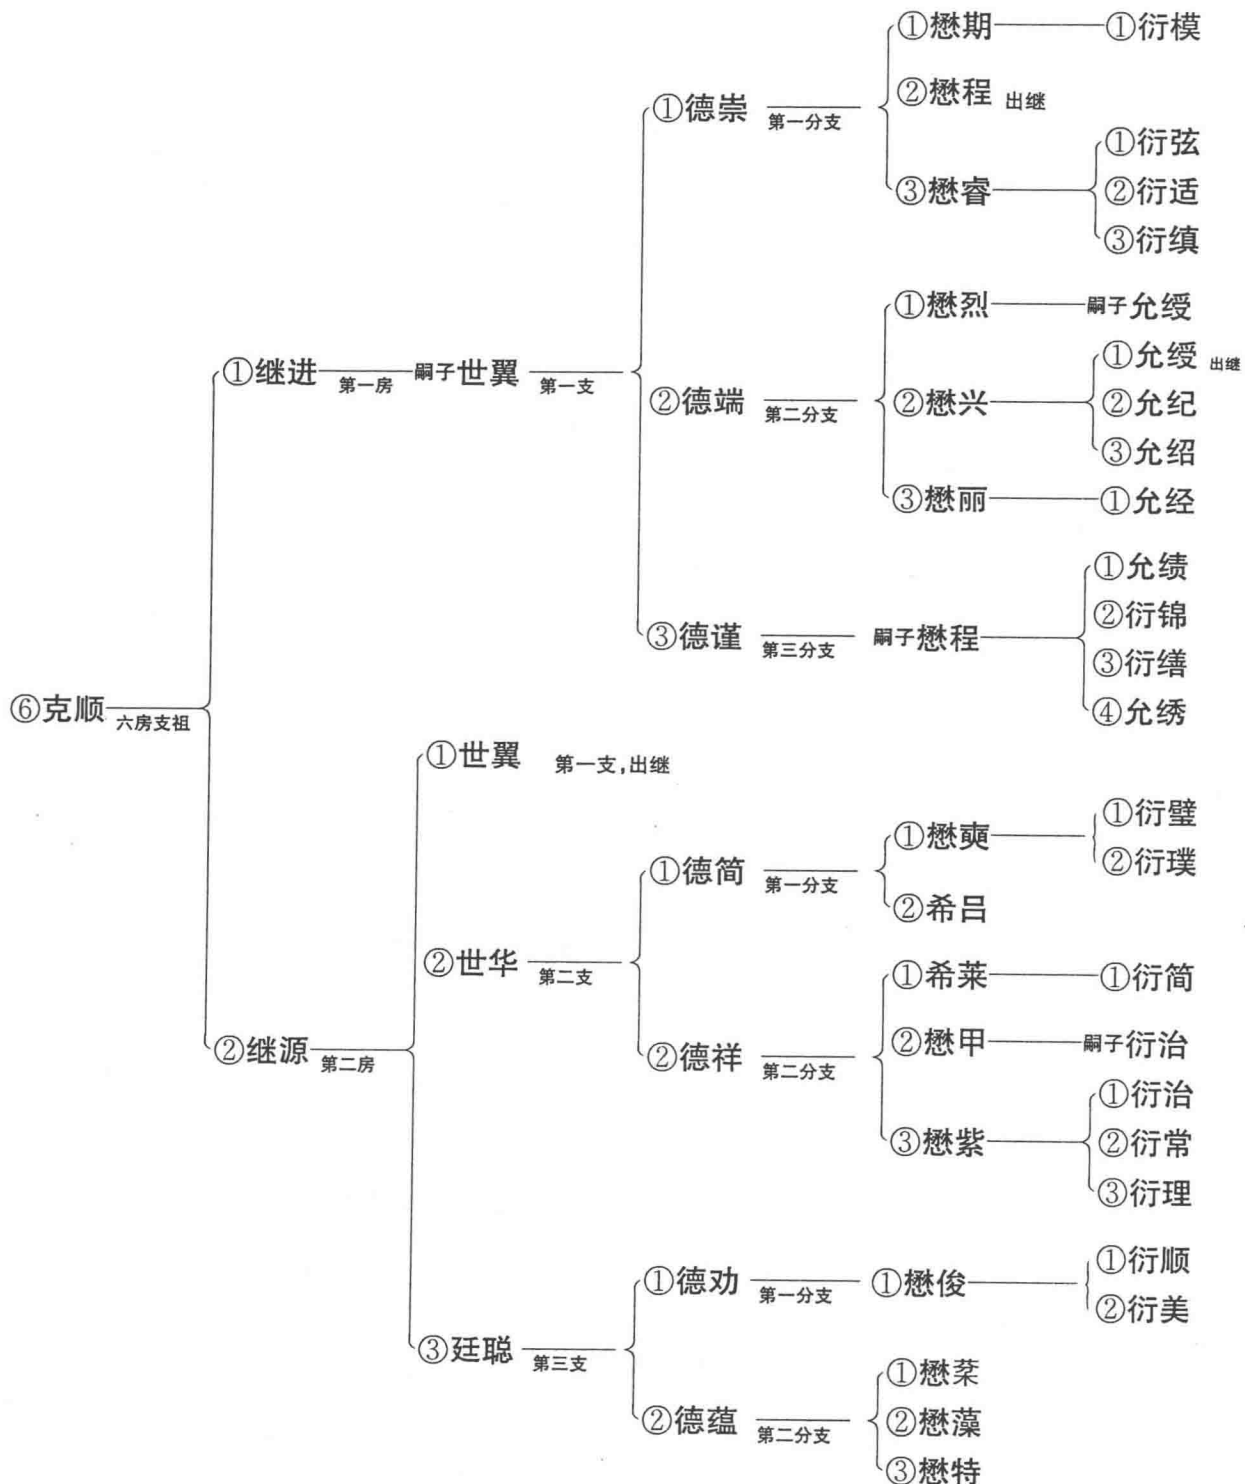 ①懋期 ①衍模
②懋程 出继
①德崇 第一分支
①衍弦
③懋睿 ②衍适
③衍缜
①懋烈 嗣子允绶
①继进 第一房 嗣子世翼 第一支
①允绶 出继
②德端 第二分支 ②懋兴 ②允纪
③允绍
③懋丽 ①允经
①允绩
②衍锦
③德谨 第三分支 嗣子懋程
③衍缮
④允绣
⑥克顺 六房支祖
①世翼 第一支,出继
①衍璧
①懋奭
②衍璞
①德简 第一分支
②希吕
②世华 第二支
①希莱 ①衍简
②继源 第二房
②德祥 第二分支 ②懋甲 嗣子衍治
①衍治
③懋紫 ②衍常
③衍理
①衍顺
①德劝 第一分支 ①懋俊
②衍美
③廷聪 第三支
①懋棻
②德蕴 第二分支 ②懋藻
③懋特